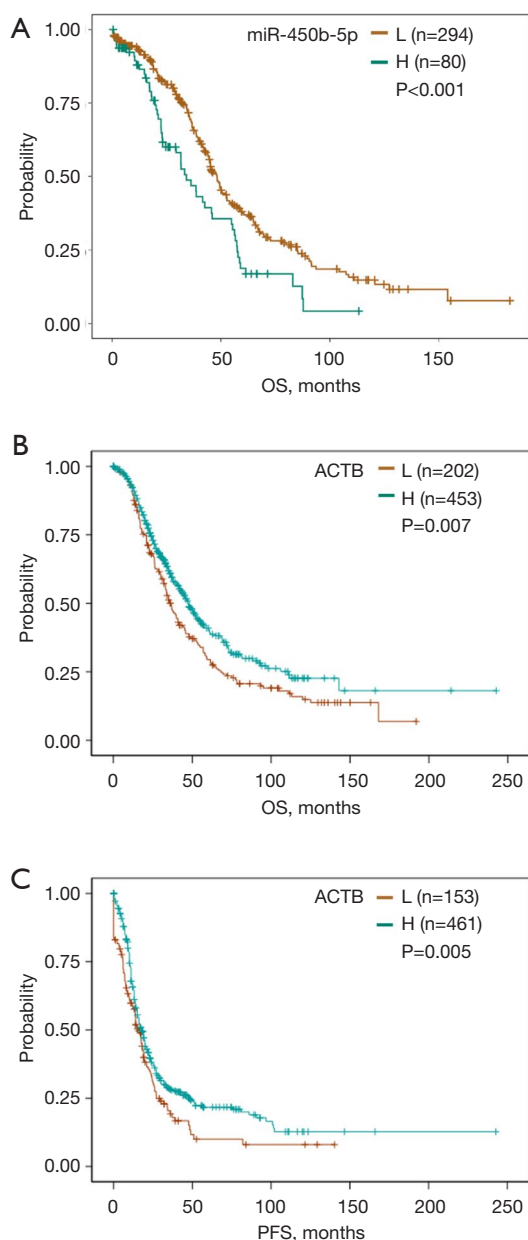 A
miR-450b-5p
L (n=294)
H (n=80)
P<0.001
Probability
1.00
0.75
0.50
0.25
0.00
0 50 100 150
OS, months
B
ACTB
L (n=202)
H (n=453)
P=0.007
Probability
1.00
0.75
0.50
0.25
0.00
0 50 100 150 200 250
OS, months
C
ACTB
L (n=153)
H (n=461)
P=0.005
Probability
1.00
0.75
0.50
0.25
0.00
0 50 100 150 200 250
PFS, months